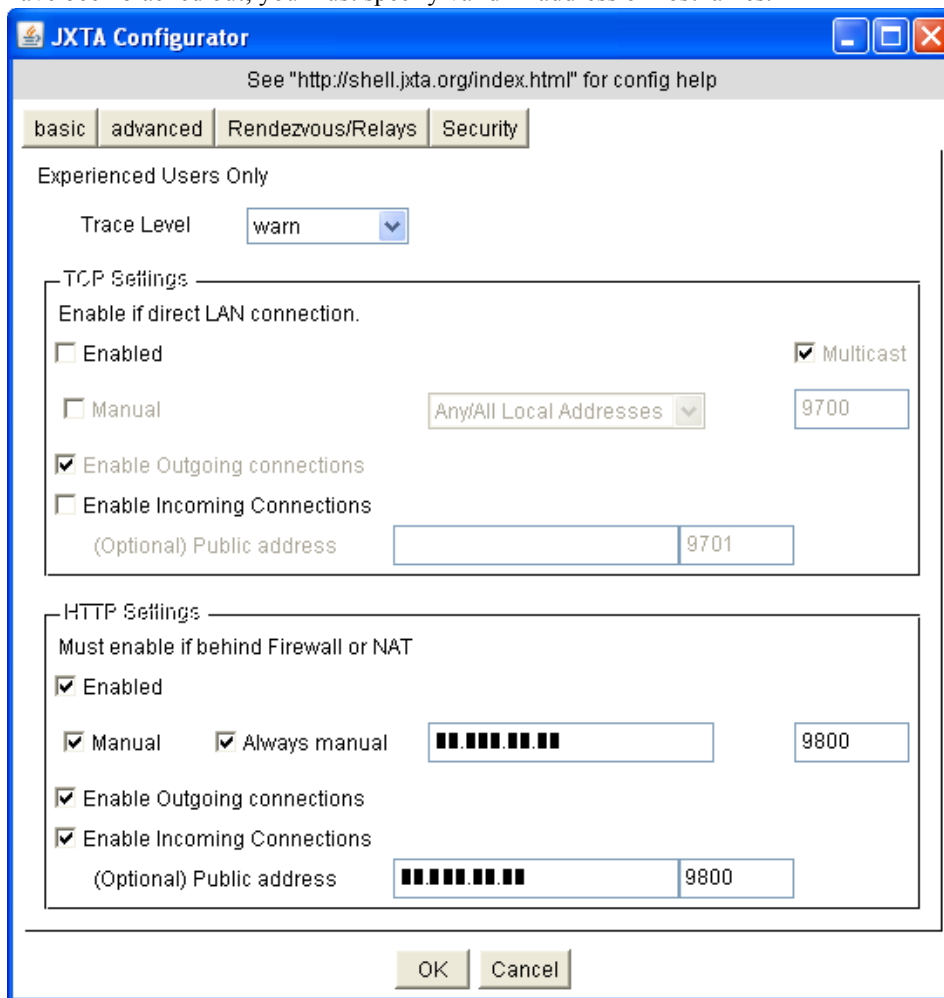 JXTA Configurator
See "http://shell.jxta.org/index.html" for config help
basic advanced Rendezvous/Relays Security
Experienced Users Only
Trace Level warn
TCP Settings
Enable if direct LAN connection.
Enabled Multicast
Manual Any/All Local Addresses 9700
Enable Outgoing connections
Enable Incoming Connections
(Optional) Public address 9701
HTTP Settings
Must enable if behind Firewall or NAT
Enabled
Manual Always manual 9800
Enable Outgoing connections
Enable Incoming Connections
(Optional) Public address 9800
OK Cancel